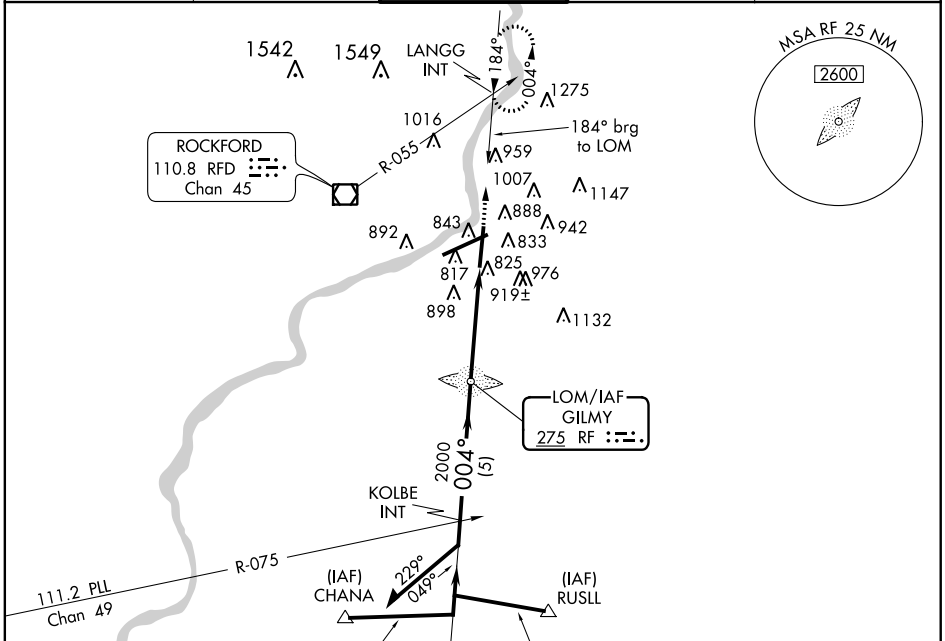 1542
1549
LANGG
INT
184°
004°
1275
MSA RF 25 NM
2600
1016
184° brg
to LOM
ROCKFORD
110.8 RFD
Chan 45
R-055
959
1007
1147
843
888
942
892
833
817
825
976
919±
898
1132
LOM/IAF
GILMY
275 RF
2000
004°
(5)
KOLBE
INT
R-075
111.2 PLL
Chan 49
229°
049°
(IAF)
CHANA
(IAF)
RUSLL